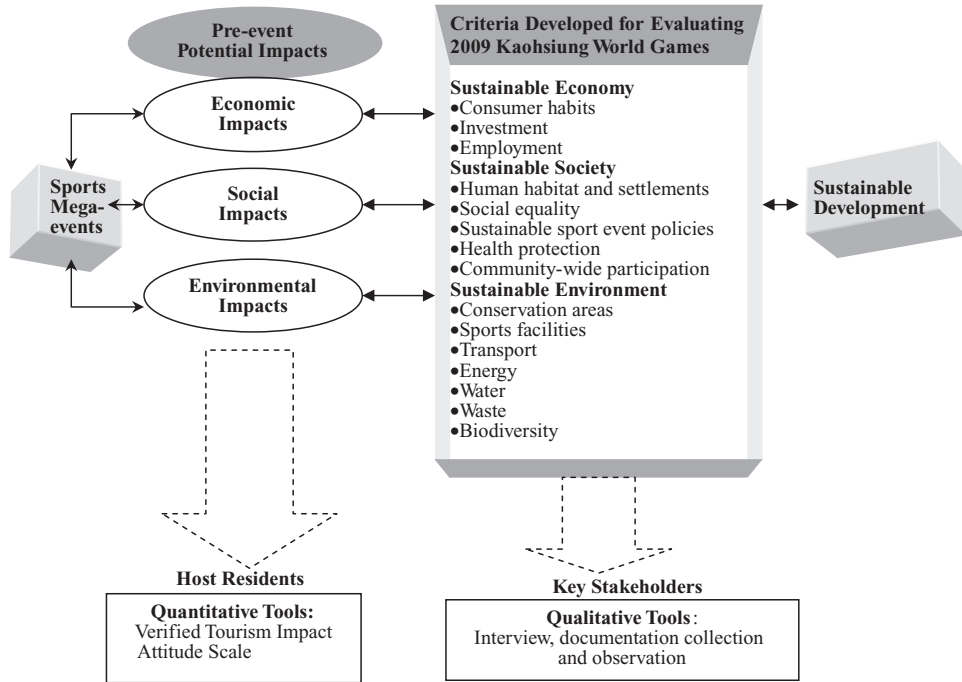 Pre-event
Potential Impacts
Criteria Developed for Evaluating
2009 Kaohsiung World Games
Economic
Impacts
Social
Impacts
Environmental
Impacts
Sports
Mega-
events
Sustainable Economy
•Consumer habits
•Investment
•Employment
Sustainable Society
•Human habitat and settlements
•Social equality
•Sustainable sport event policies
•Health protection
•Community-wide participation
Sustainable Environment
•Conservation areas
•Sports facilities
•Transport
•Energy
•Water
•Waste
•Biodiversity
Sustainable
Development
Host Residents
Quantitative Tools:
Verified Tourism Impact
Attitude Scale
Key Stakeholders
Qualitative Tools:
Interview, documentation collection
and observation